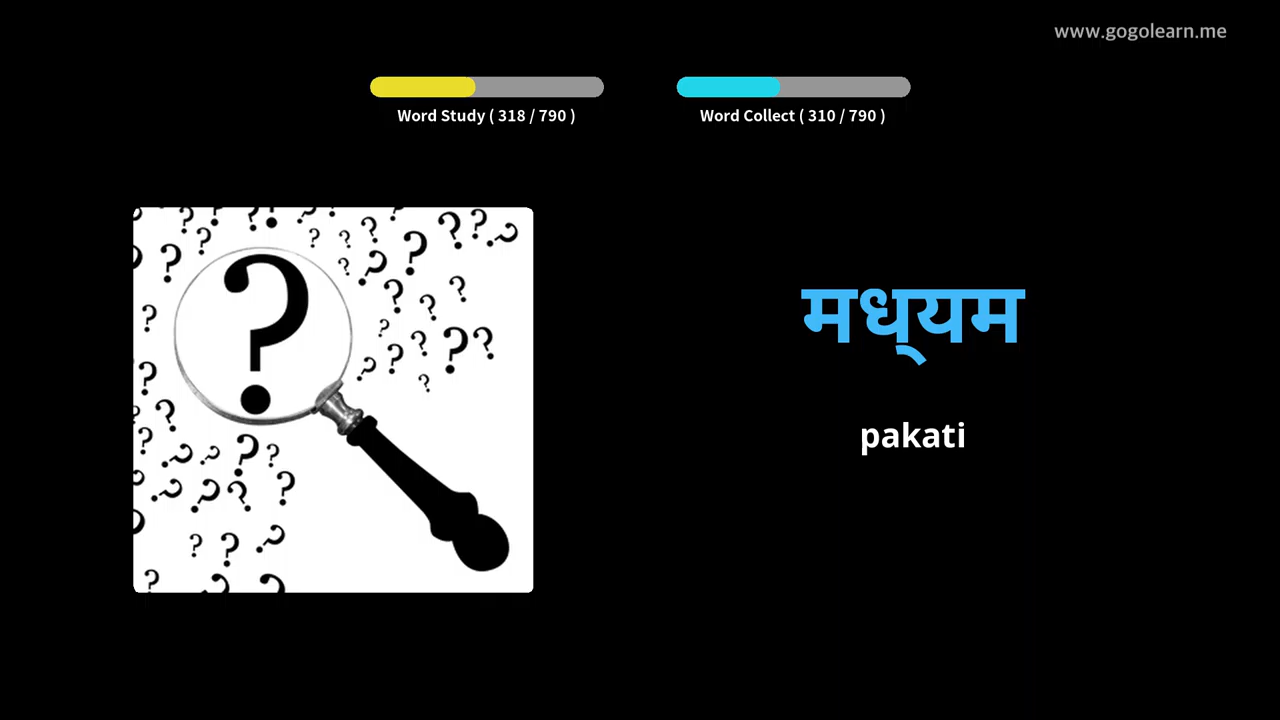 www.gogolearn.me
Word Study ( 318 / 790 )
Word Collect ( 310 / 790 )
मध्‌यम
pakati